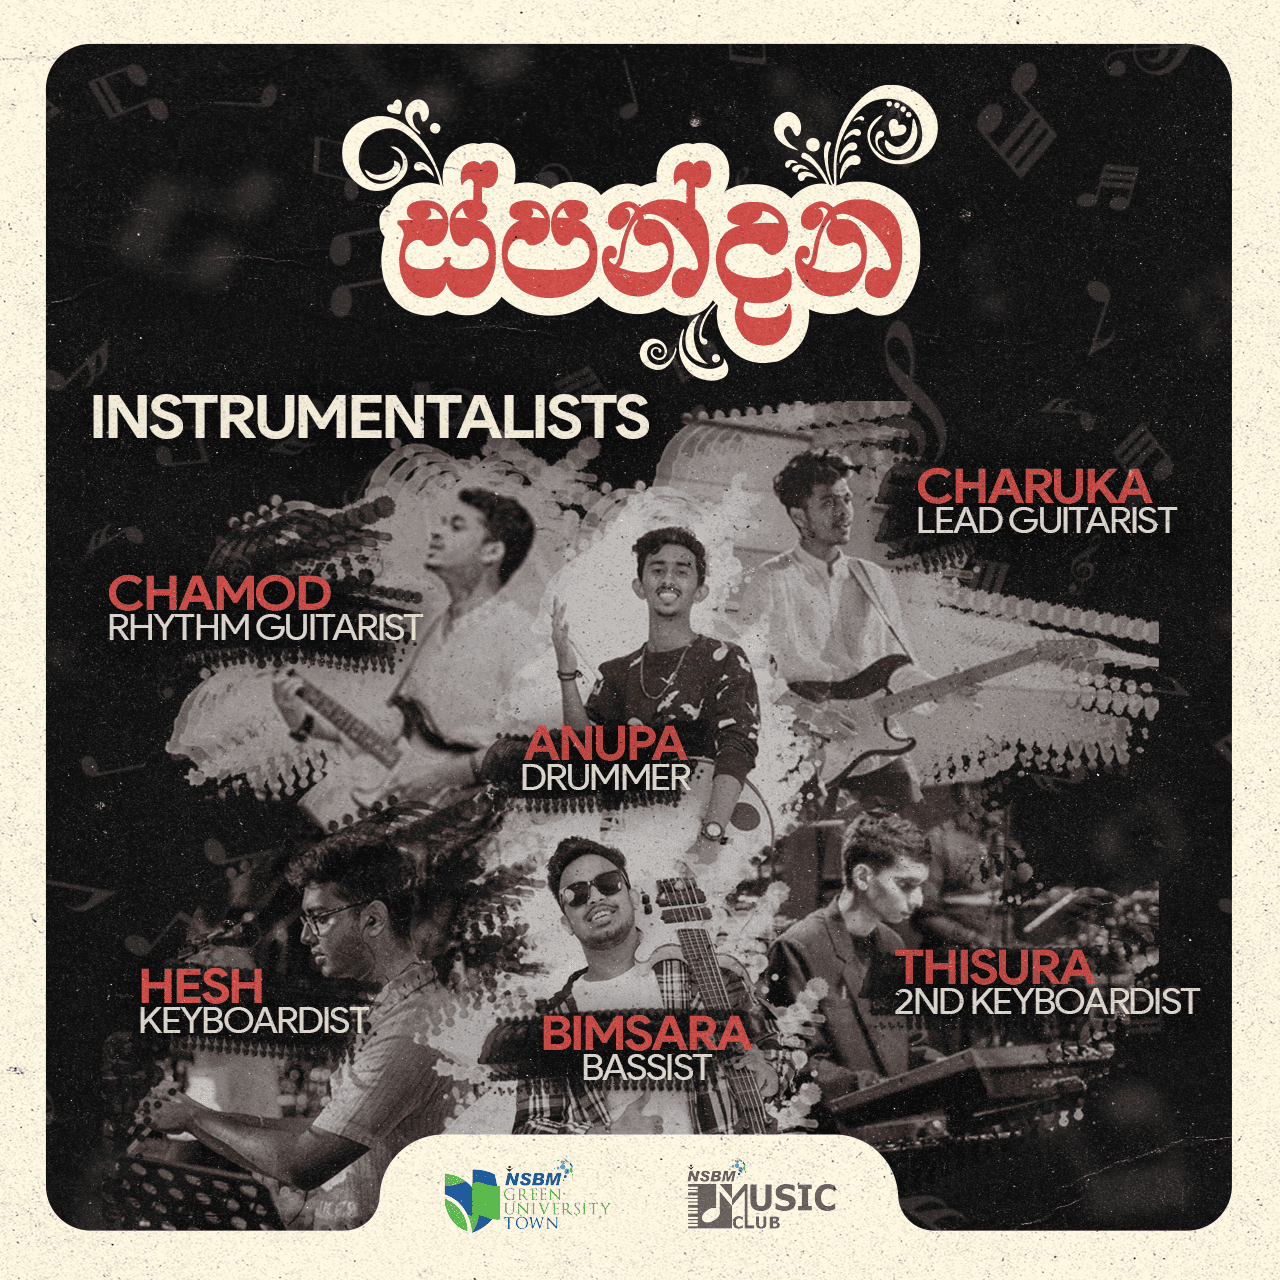 ස්පන්දන
INSTRUMENTALISTS
CHARUKA
LEAD GUITARIST
CHAMOD
RHYTHM GUITARIST
ANUPA
DRUMMER
HESH
KEYBOARDIST
THISURA
2ND KEYBOARDIST
BIMSARA
BASSIST
NSBM
GREEN
UNIVERSITY
TOWN
NSBM
MUSIC
CLUB